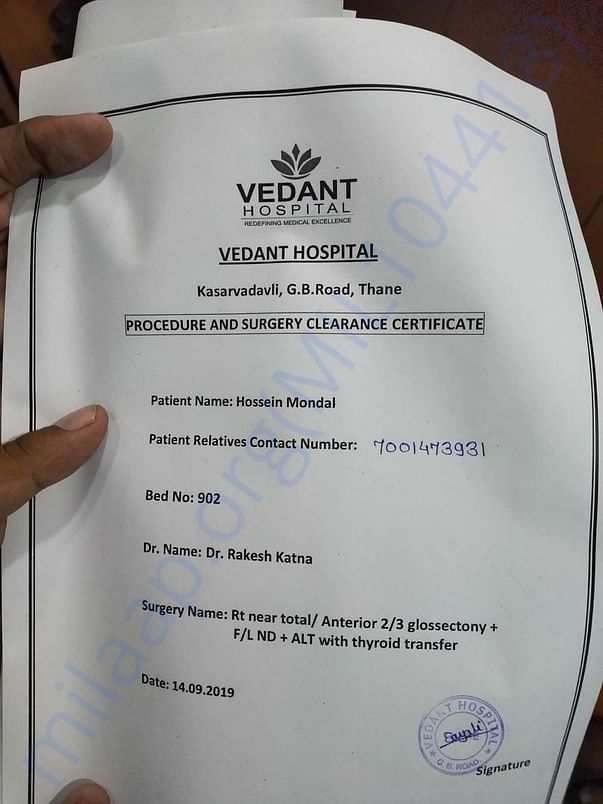 VEDANT
HOSPITAL
REDEFINING MEDICAL EXCELLENCE
VEDANT HOSPITAL
Kasarvadavli, G.B.Road, Thane
PROCEDURE AND SURGERY CLEARANCE CERTIFICATE
Patient Name: Hossein Mondal
Patient Relatives Contact Number: 7001473931
Bed No: 902
Dr. Name: Dr. Rakesh Katna
Surgery Name: Rt near total/ Anterior 2/3 glossectony +
F/L ND + ALT with thyroid transfer
Date: 14.09.2019
VEDANT HOSPITAL
G.B. ROAD
Signature
milaap.org(MIL104418)